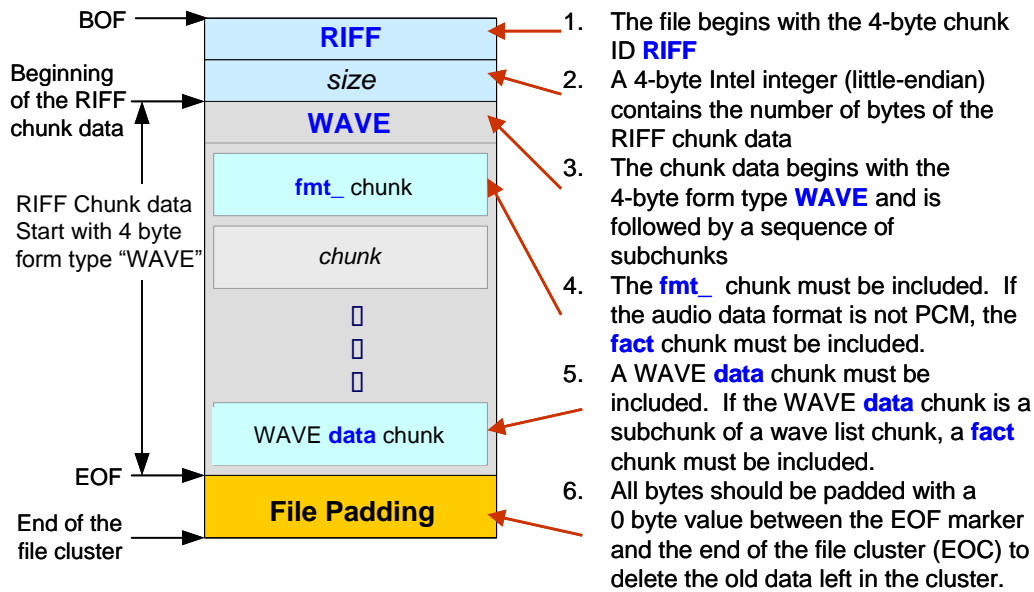 BOF
Beginning
of the RIFF
chunk data
RIFF Chunk data
Start with 4 byte
form type “WAVE”
EOF
End of the
file cluster
RIFF
size
WAVE
fmt_ chunk
chunk
▯
▯
▯
WAVE data chunk
File Padding
1. The file begins with the 4-byte chunk
ID RIFF
2. A 4-byte Intel integer (little-endian)
contains the number of bytes of the
RIFF chunk data
3. The chunk data begins with the
4-byte form type WAVE and is
followed by a sequence of
subchunks
4. The fmt_ chunk must be included. If
the audio data format is not PCM, the
fact chunk must be included.
5. A WAVE data chunk must be
included. If the WAVE data chunk is a
subchunk of a wave list chunk, a fact
chunk must be included.
6. All bytes should be padded with a
0 byte value between the EOF marker
and the end of the file cluster (EOC) to
delete the old data left in the cluster.